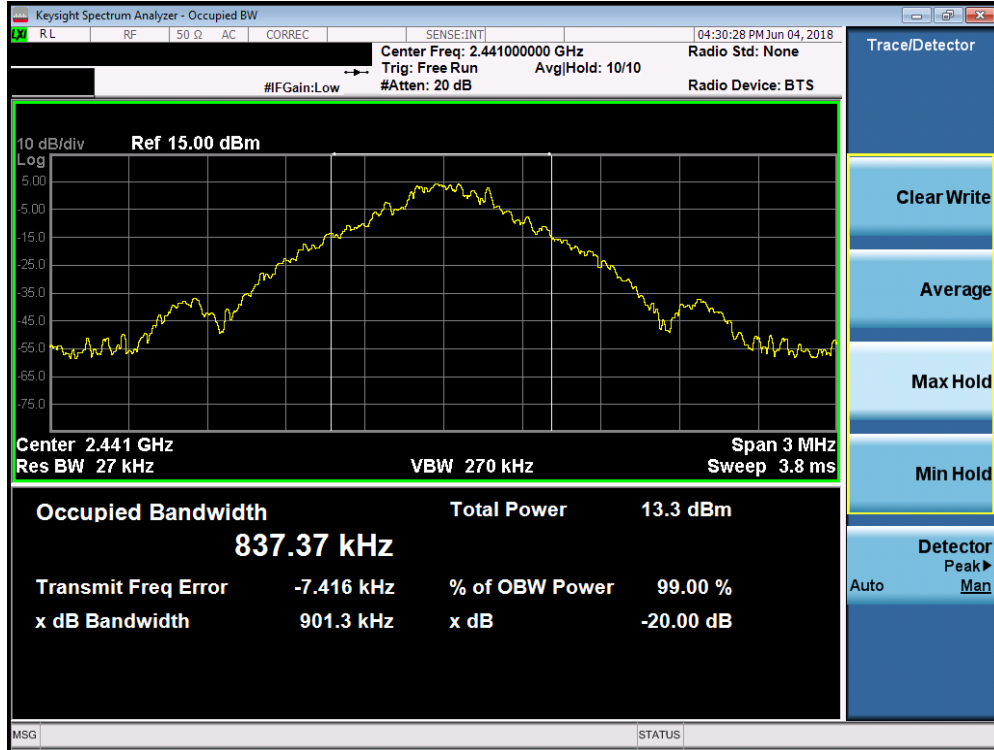 Keysight Spectrum Analyzer - Occupied BW
LXI RL RF 50 Ω AC CORREC SENSE:INT 04:30:28 PM Jun 04, 2018
Center Freq: 2.441000000 GHz Radio Std: None
Trig: Free Run Avg|Hold: 10/10
#IFGain:Low #Atten: 20 dB Radio Device: BTS
Trace/Detector
10 dB/div Ref 15.00 dBm
Log
5.00
-5.00
-15.0
-25.0
-35.0
-45.0
-55.0
-65.0
-75.0
Center 2.441 GHz Span 3 MHz
Res BW 27 kHz VBW 270 kHz Sweep 3.8 ms
Occupied Bandwidth Total Power 13.3 dBm
837.37 kHz
Transmit Freq Error -7.416 kHz % of OBW Power 99.00 %
x dB Bandwidth 901.3 kHz x dB -20.00 dB
Clear Write
Average
Max Hold
Min Hold
Detector
Peak▶
Auto Man
MSG STATUS